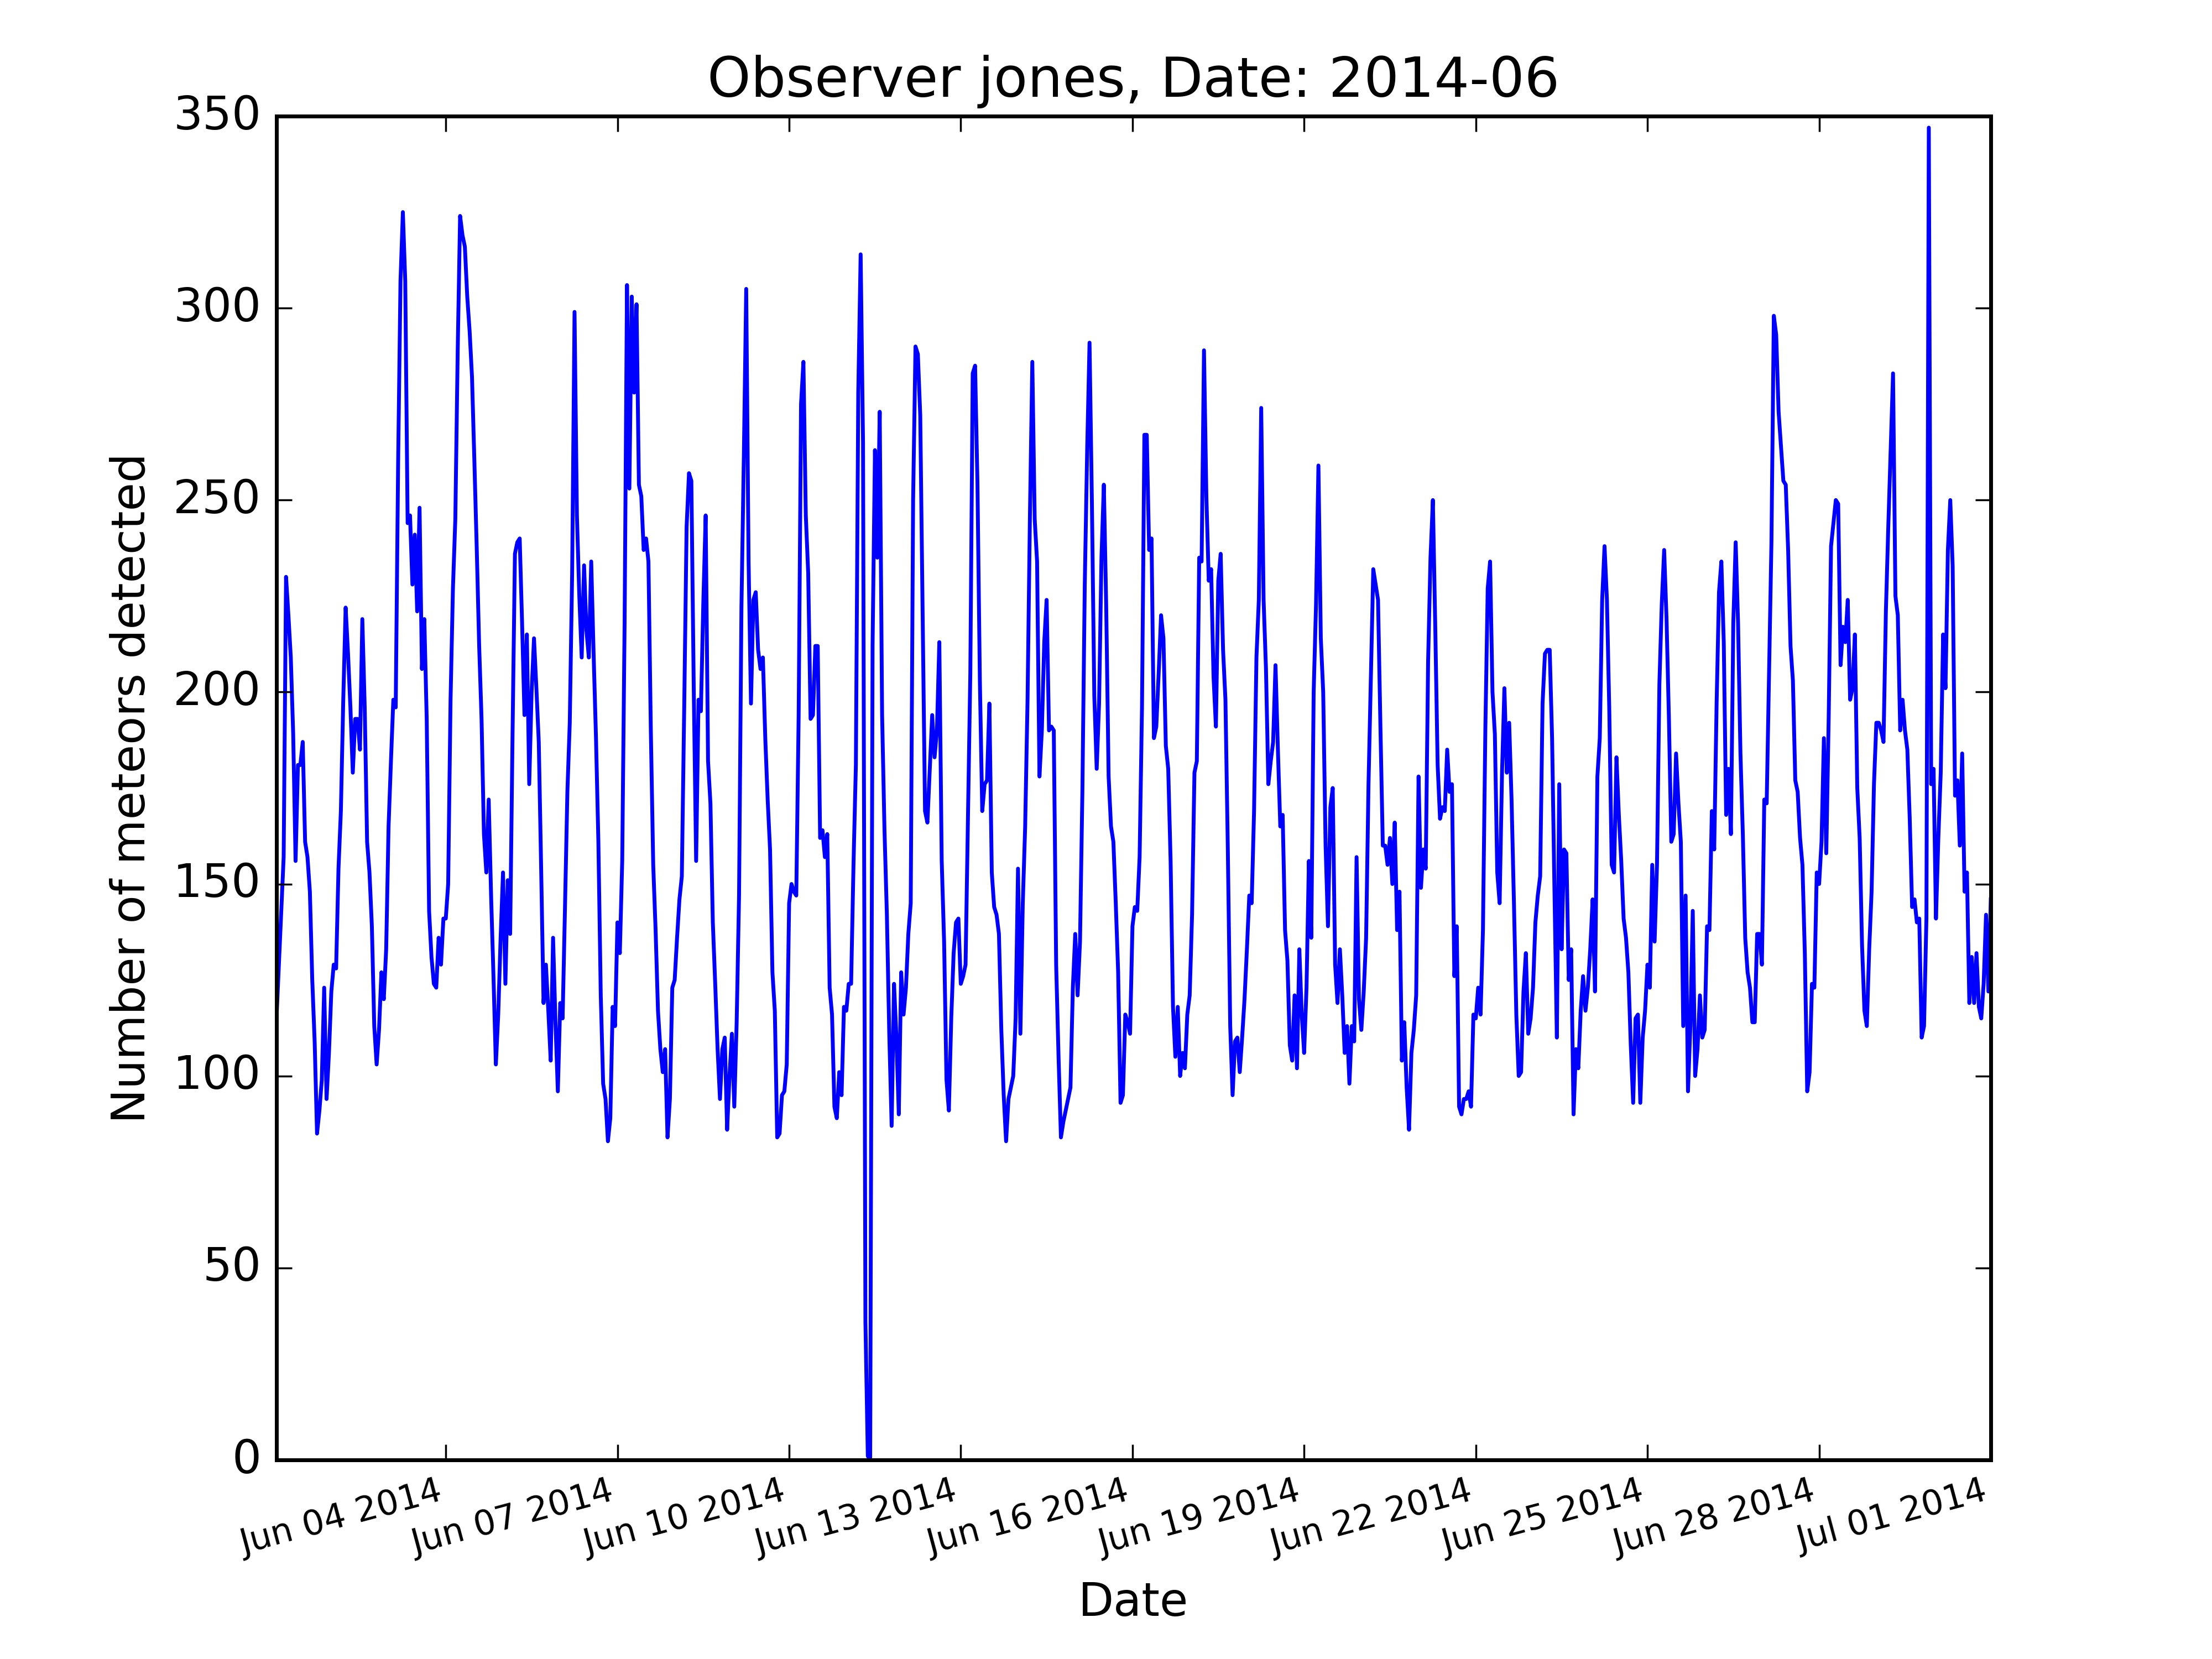 Observer jones, Date: 2014-06
350
300
250
200
150
100
50
0
Number of meteors detected
Jun 04 2014
Jun 07 2014
Jun 10 2014
Jun 13 2014
Jun 16 2014
Jun 19 2014
Jun 22 2014
Jun 25 2014
Jun 28 2014
Jul 01 2014
Date